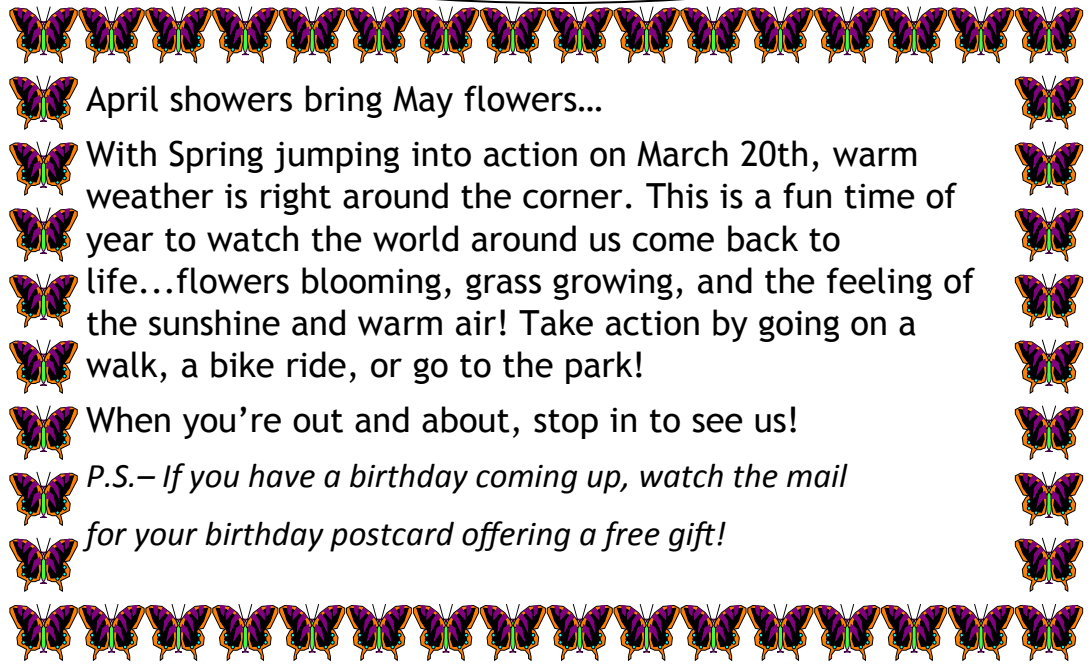 April showers bring May flowers…
With Spring jumping into action on March 20th, warm
weather is right around the corner. This is a fun time of
year to watch the world around us come back to
life...flowers blooming, grass growing, and the feeling of
the sunshine and warm air! Take action by going on a
walk, a bike ride, or go to the park!
When you’re out and about, stop in to see us!
P.S.— If you have a birthday coming up, watch the mail
for your birthday postcard offering a free gift!